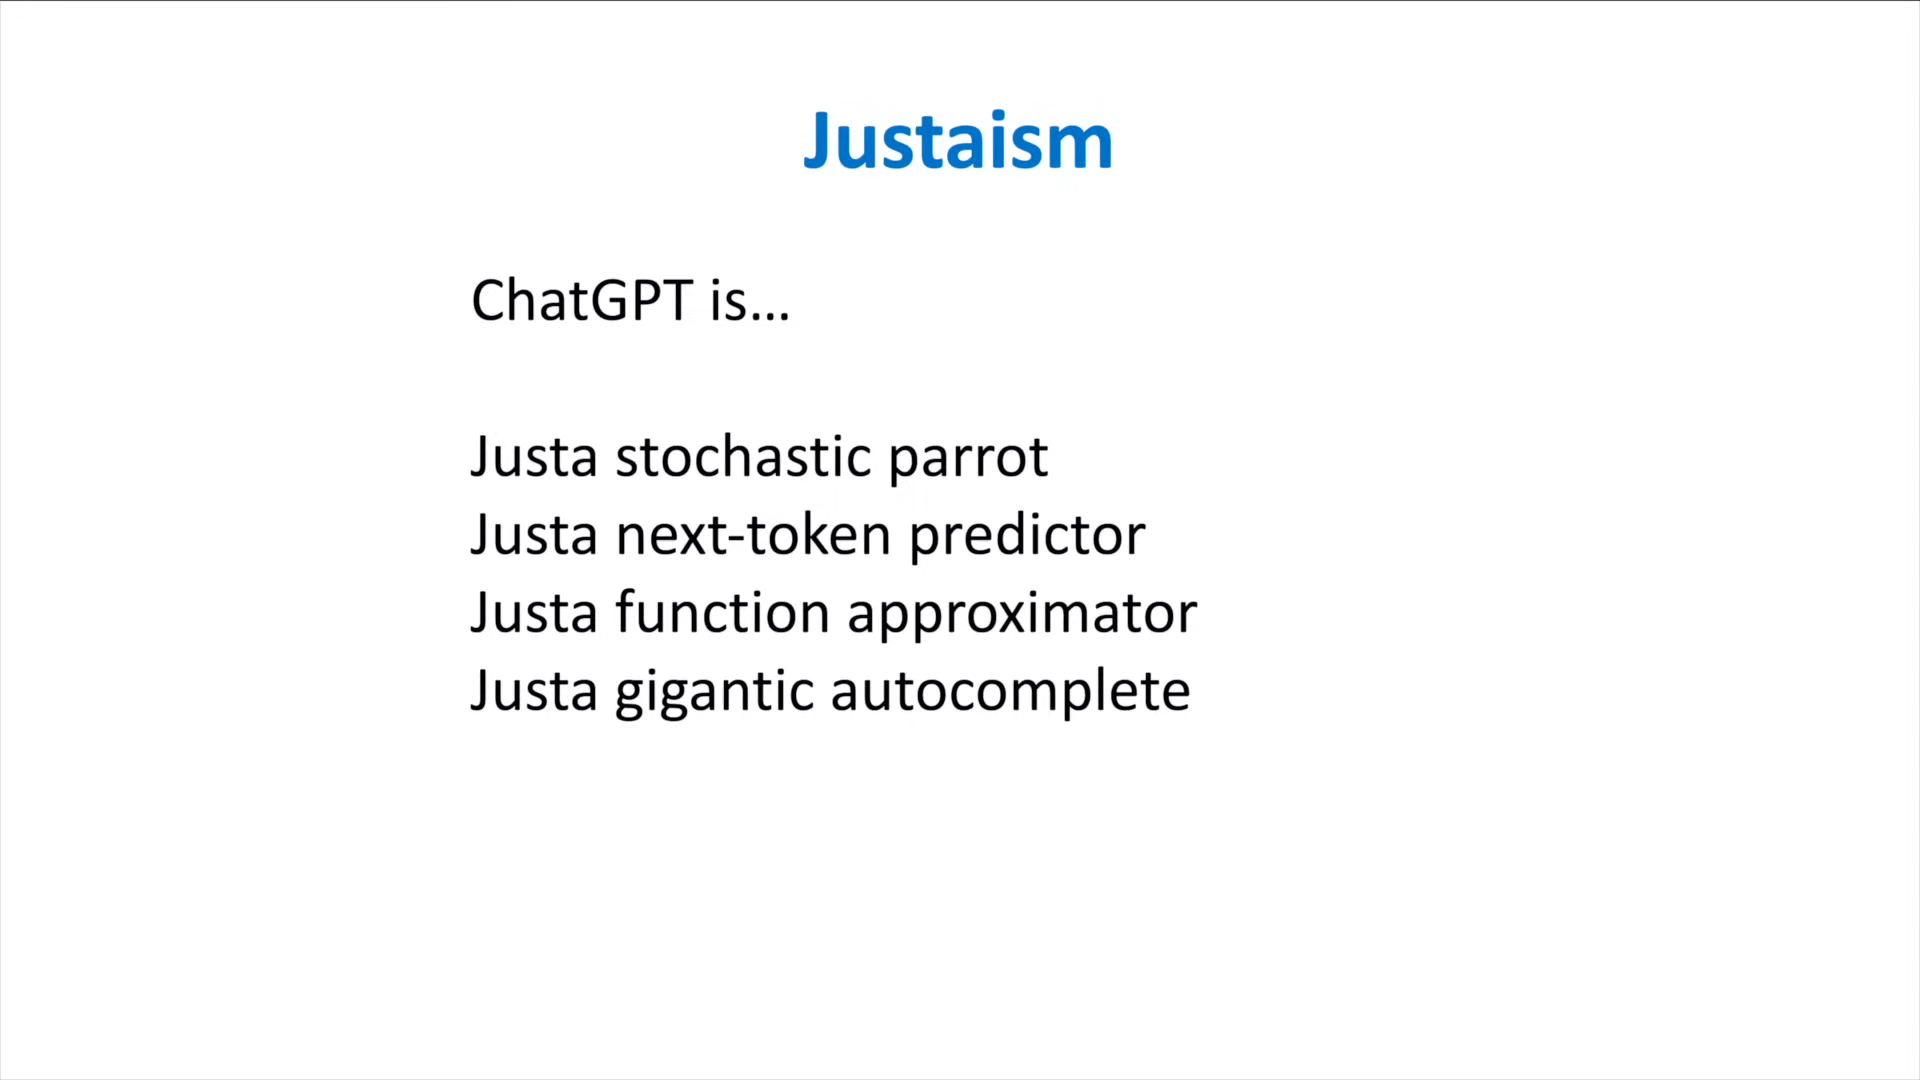 Justaism
ChatGPT is...
Justa stochastic parrot
Justa next-token predictor
Justa function approximator
Justa gigantic autocomplete